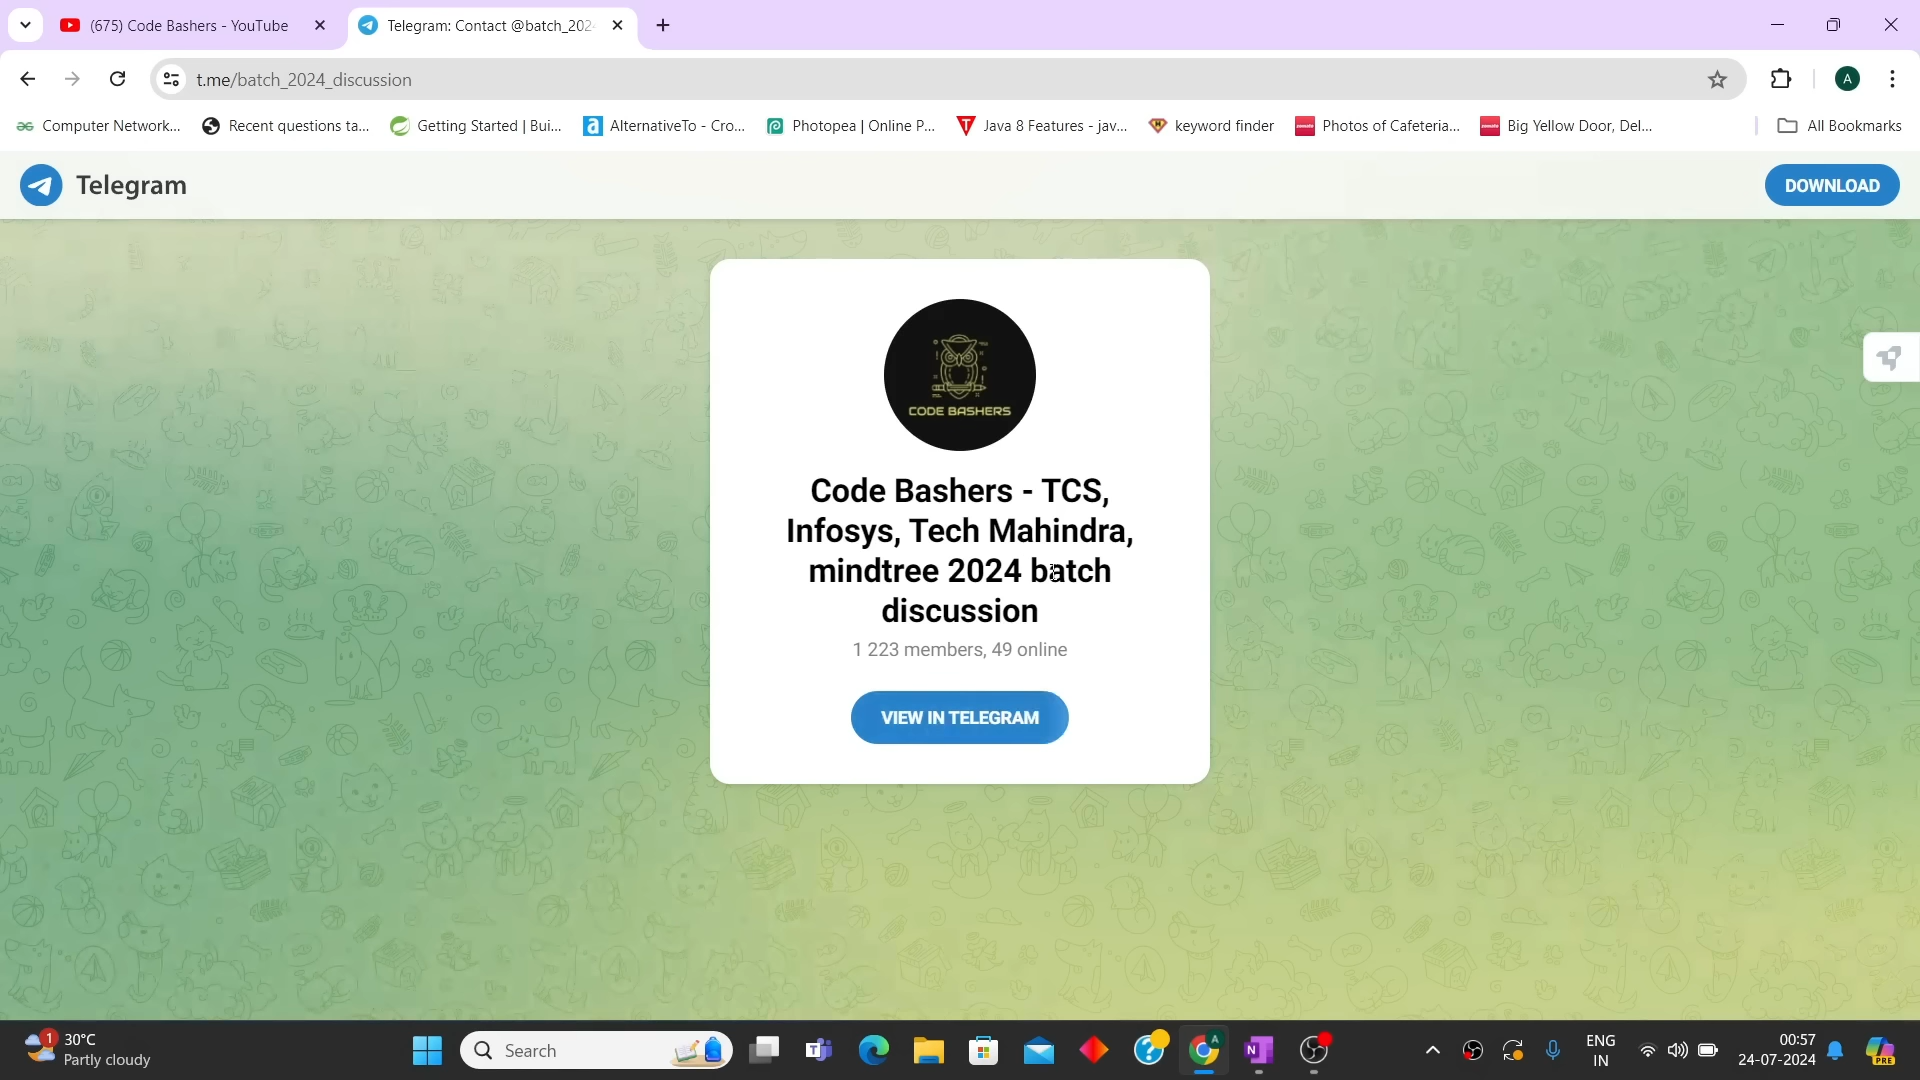 (675) Code Bashers - YouTube
Telegram: Contact @batch_202
t.me/batch_2024_discussion
A
Computer Network...
Recent questions ta...
Getting Started | Bui...
AlternativeTo - Cro...
Photopea | Online P...
Java 8 Features - jav...
keyword finder
Photos of Cafeteria...
Big Yellow Door, Del...
All Bookmarks
Telegram
DOWNLOAD
CODE BASHERS
Code Bashers - TCS,
Infosys, Tech Mahindra,
mindtree 2024 batch
discussion
1 223 members, 49 online
VIEW IN TELEGRAM
1
30°C
Partly cloudy
Search
A
ENG
IN
00:57
24-07-2024
PRE